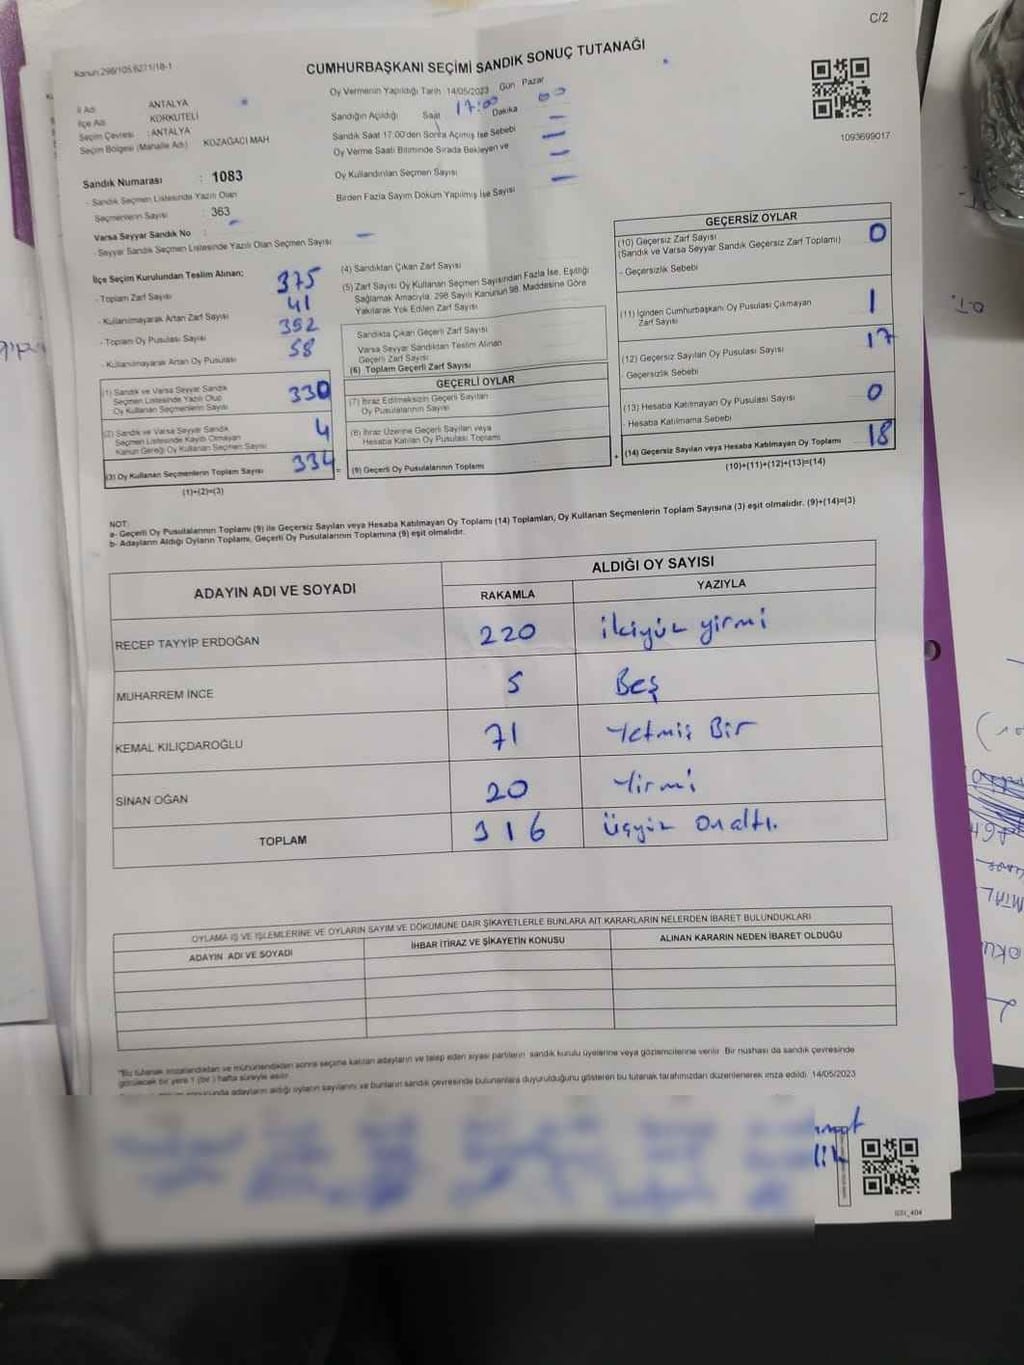 C/2
Kanun:298/105 6271/18-1
CUMHURBAŞKANI SEÇİMİ SANDIK SONUÇ TUTANAĞI
İl Adı ANTALYA
İlçe Adı KORKUTELİ
Seçim Çevresi : ANTALYA
Seçim Bölgesi (Mahalle Adı) KOZAĞACI MAH
Oy Vermenin Yapıldığı Tarih 14/05/2023 Gün Pazar
Sandığın Açıldığı Saat 17:00 Dakika 00
Sandık Saat 17:00'den Sonra Açılmış İse Sebebi —
Oy Verme Saati Bitiminde Sırada Bekleyen ve —
Oy Kullandırılan Seçmen Sayısı —
Birden Fazla Sayım Döküm Yapılmış İse Sayısı —
1093699017
Sandık Numarası : 1083
- Sandık Seçmen Listesinde Yazılı Olan
Seçmenlerin Sayısı : 363
Varsa Seyyar Sandık No : —
- Seyyar Sandık Seçmen Listesinde Yazılı Olan Seçmen Sayısı —
İlçe Seçim Kurulundan Teslim Alınan;
- Toplam Zarf Sayısı 375
- Kullanılmayarak Artan Zarf Sayısı 41
- Toplam Oy Pusulası Sayısı 392
- Kullanılmayarak Artan Oy Pusulası 58
(1) Sandık ve Varsa Seyyar Sandık
Seçmen Listesinde Yazılı Olup
Oy Kullanan Seçmenlerin Sayısı 330
(2) Sandık ve Varsa Seyyar Sandık
Seçmen Listesinde Kayıtlı Olmayan
Kanun Gereği Oy Kullanan Seçmen Sayısı 4
(3) Oy Kullanan Seçmenlerin Toplam Sayısı 334 =
(1)+(2)=(3)
(4) Sandıktan Çıkan Zarf Sayısı
(5) Zarf Sayısı Oy Kullanan Seçmen Sayısından Fazla İse, Eşitliği
Sağlamak Amacıyla, 298 Sayılı Kanunun 98. Maddesine Göre
Yakılarak Yok Edilen Zarf Sayısı
Sandıkta Çıkan Geçerli Zarf Sayısı
Varsa Seyyar Sandıktan Teslim Alınan
Geçerli Zarf Sayısı
(6) Toplam Geçerli Zarf Sayısı
GEÇERLİ OYLAR
(7) İtiraz Edilmeksizin Geçerli Sayılan
Oy Pusulalarının Sayısı
(8) İtiraz Üzerine Geçerli Sayılan veya
Hesaba Katılan Oy Pusulası Toplamı
(9) Geçerli Oy Pusulalarının Toplamı +
GEÇERSİZ OYLAR
(10) Geçersiz Zarf Sayısı
(Sandık ve Varsa Seyyar Sandık Geçersiz Zarf Toplamı) 0
- Geçersizlik Sebebi
(11) İçinden Cumhurbaşkanı Oy Pusulası Çıkmayan
Zarf Sayısı 1
(12) Geçersiz Sayılan Oy Pusulası Sayısı 17
Geçersizlik Sebebi
(13) Hesaba Katılmayan Oy Pusulası Sayısı 0
- Hesaba Katılmama Sebebi
(14) Geçersiz Sayılan veya Hesaba Katılmayan Oy Toplamı 18
(10)+(11)+(12)+(13)=(14)
NOT:
a- Geçerli Oy Pusulalarının Toplamı (9) ile Geçersiz Sayılan veya Hesaba Katılmayan Oy Toplamı (14) Toplamları, Oy Kullanan Seçmenlerin Toplam Sayısına (3) eşit olmalıdır. (9)+(14)=(3)
b- Adayların Aldığı Oyların Toplamı, Geçerli Oy Pusulalarının Toplamına (9) eşit olmalıdır.
ADAYIN ADI VE SOYADI ALDIĞI OY SAYISI
RAKAMLA YAZIYLA
RECEP TAYYİP ERDOĞAN 220 ikiyüz yirmi
MUHARREM İNCE 5 Beş
KEMAL KILIÇDAROĞLU 71 Yetmiş Bir
SİNAN OĞAN 20 Yirmi
TOPLAM 316 Üçyüz Onaltı.
OYLAMA İŞ VE İŞLEMLERİNE VE OYLARIN SAYIM VE DÖKÜMÜNE DAİR ŞİKAYETLERLE BUNLARA AİT KARARLARIN NELERDEN İBARET BULUNDUKLARI
ADAYIN ADI VE SOYADI İHBAR İTİRAZ VE ŞİKAYETİN KONUSU ALINAN KARARIN NEDEN İBARET OLDUĞU
"Bu tutanak imzalandıktan ve mühürlendikten sonra seçime katılan adayların ve talep eden siyasi partilerin sandık kurulu üyelerine veya gözlemcilerine verilir. Bir nüshası da sandık çevresinde
görülecek bir yere 1 (bir) hafta süreyle asılır.
sonucunda adayların aldığı oyların sayılarını ve bunların sandık çevresinde bulunanlara duyurulduğunu gösteren bu tutanak tarafımızdan düzenlenerek imza edildi. 14/05/2023